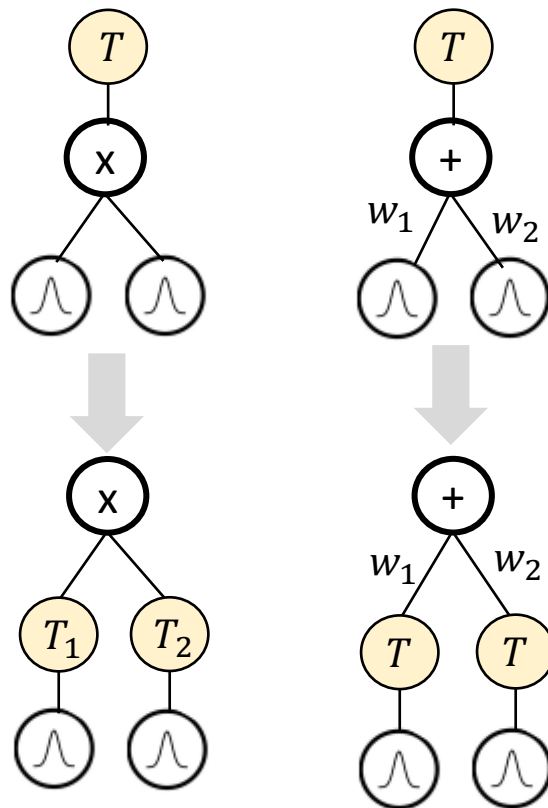 T T
x +
w₁ w₂
x +
w₁ w₂
T₁ T₂ T T